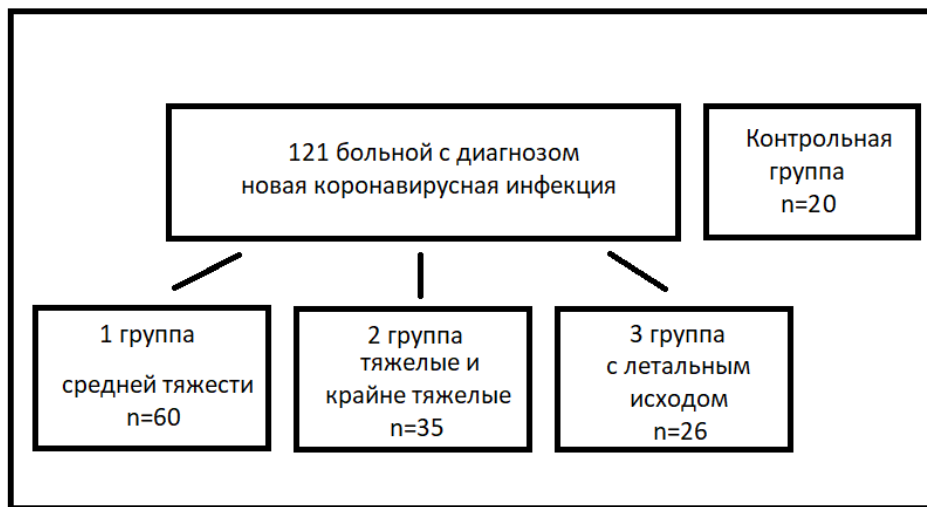 121 больной с диагнозом
новая коронавирусная инфекция
Контрольная
группа
n=20
1 группа
средней тяжести
n=60
2 группа
тяжелые и
крайне тяжелые
n=35
3 группа
с летальным
исходом
n=26